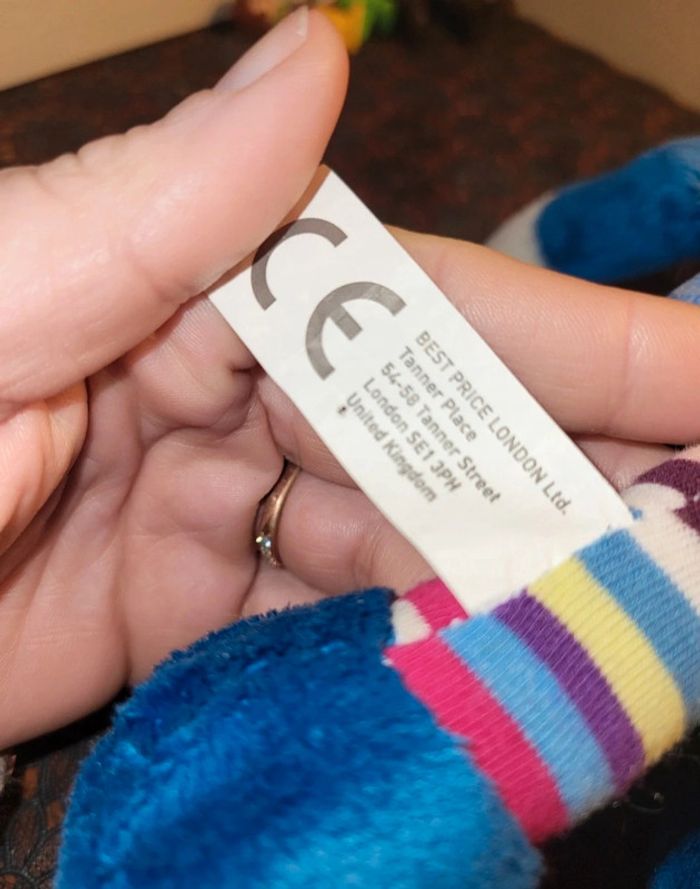 CE
BEST PRICE LONDON Ltd.
Tanner Place
54-58 Tanner Street
London SE1 3PH
United Kingdom